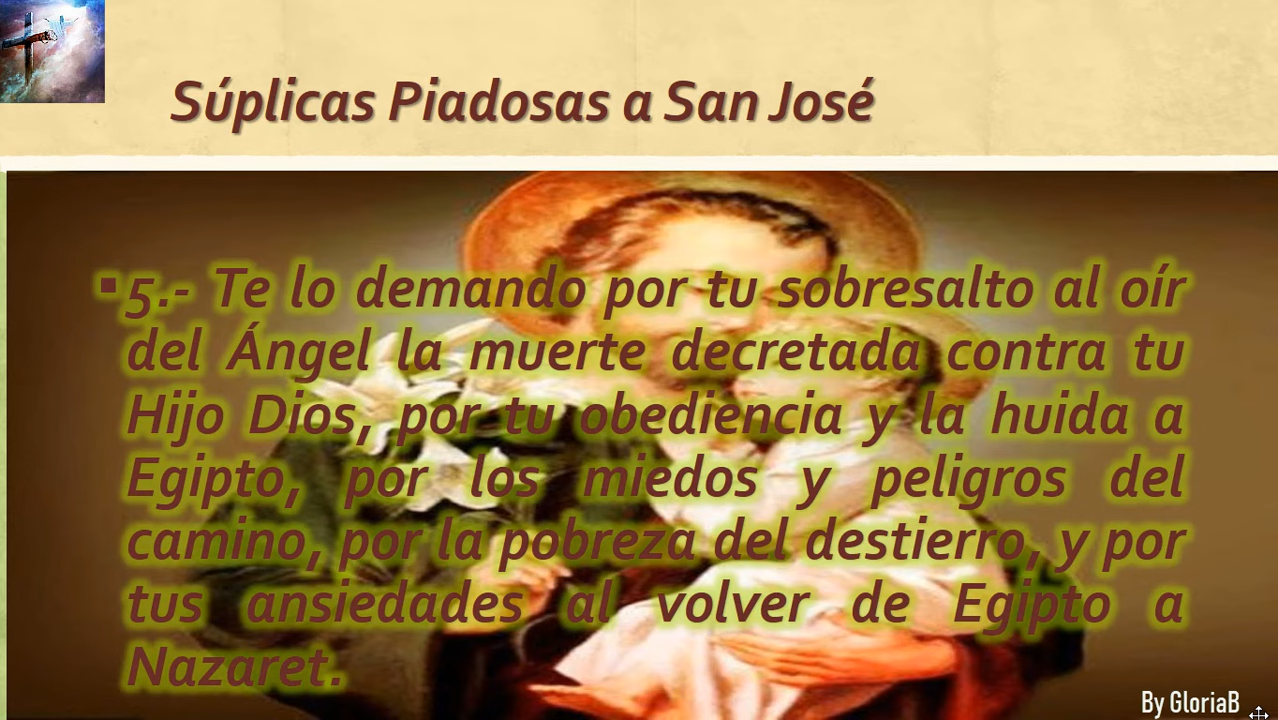 Súplicas Piadosas a San José
▪5.- Te lo demando por tu sobresalto al oír
del Ángel la muerte decretada contra tu
Hijo Dios, por tu obediencia y la huida a
Egipto, por los miedos y peligros del
camino, por la pobreza del destierro, y por
tus ansiedades al volver de Egipto a
Nazaret.
By GloriaB